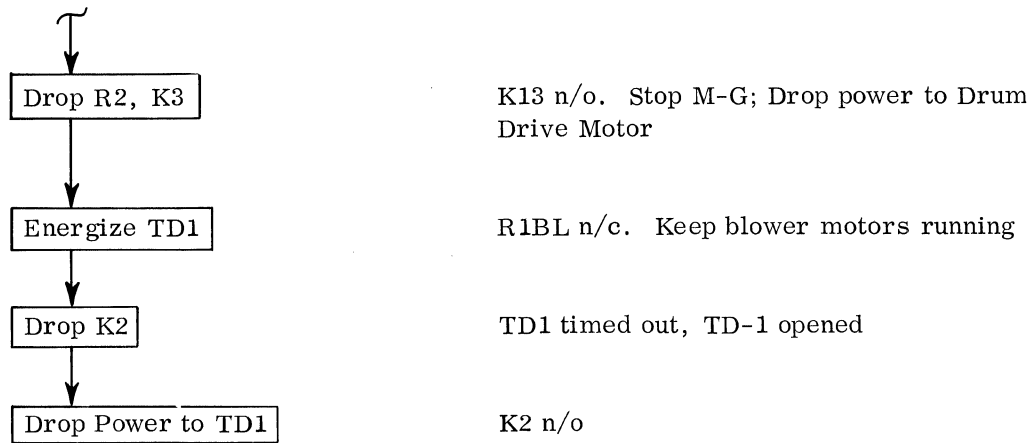 Drop R2, K3
K13 n/o. Stop M-G; Drop power to Drum
Drive Motor
Energize TD1
R1BL n/c. Keep blower motors running
Drop K2
TD1 timed out, TD-1 opened
Drop Power to TD1
K2 n/o